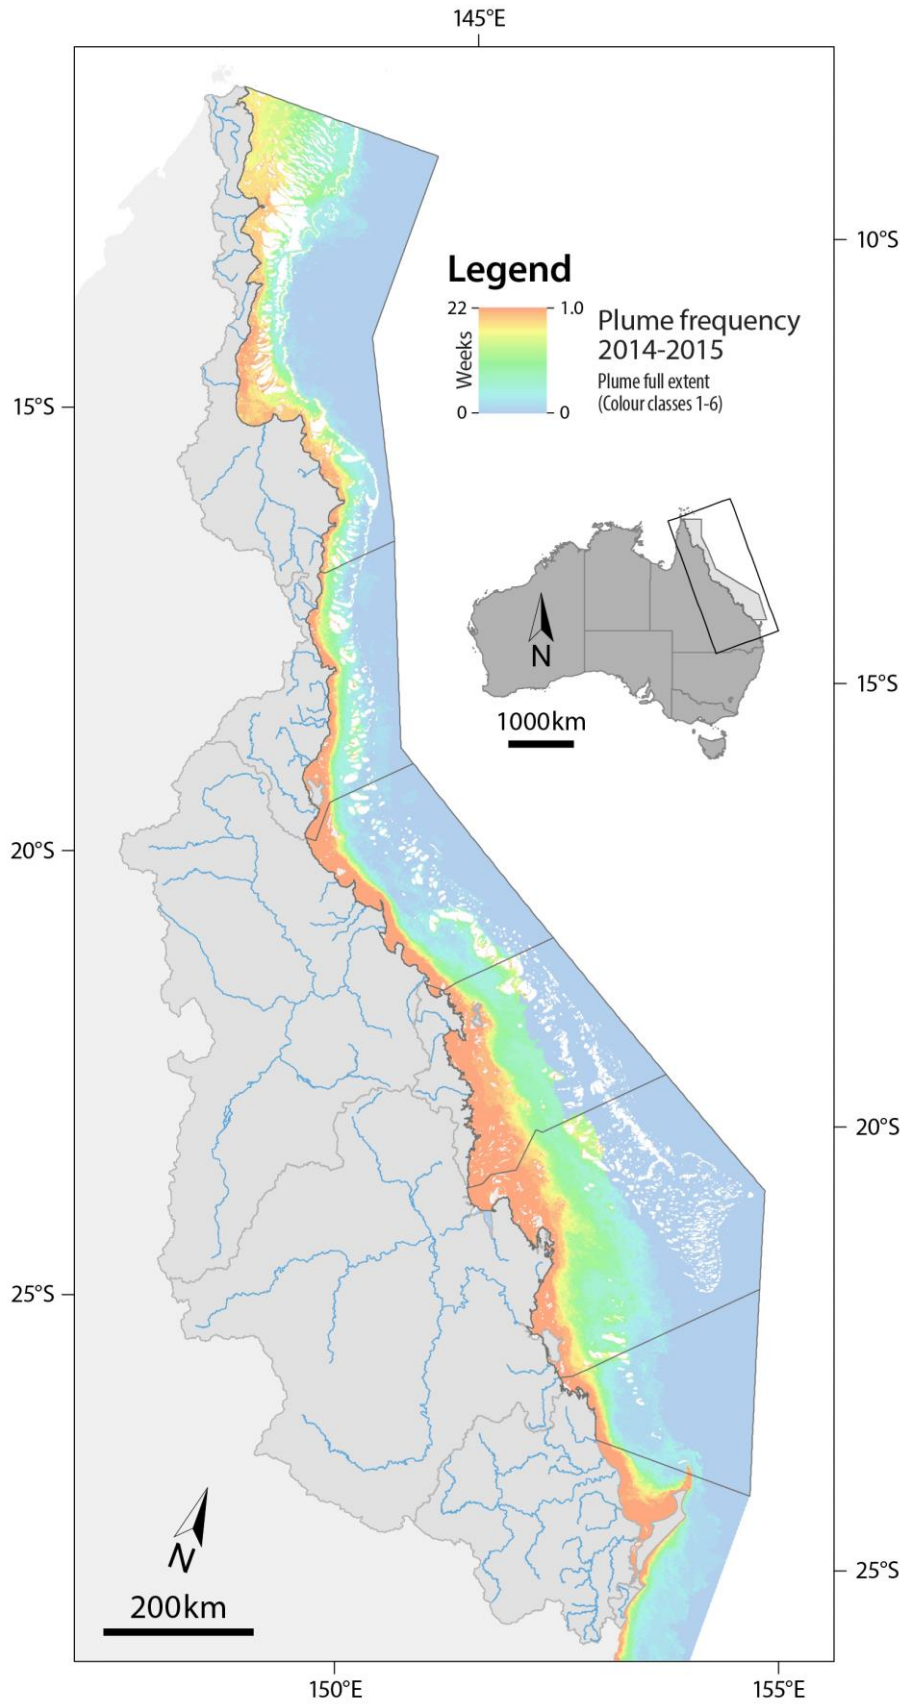 145°E
10°S
Legend
22
1.0
Weeks
0
0
Plume frequency
2014-2015
Plume full extent
(Colour classes 1-6)
15°S
N
1000km
15°S
20°S
20°S
25°S
N
200km
25°S
150°E
155°E